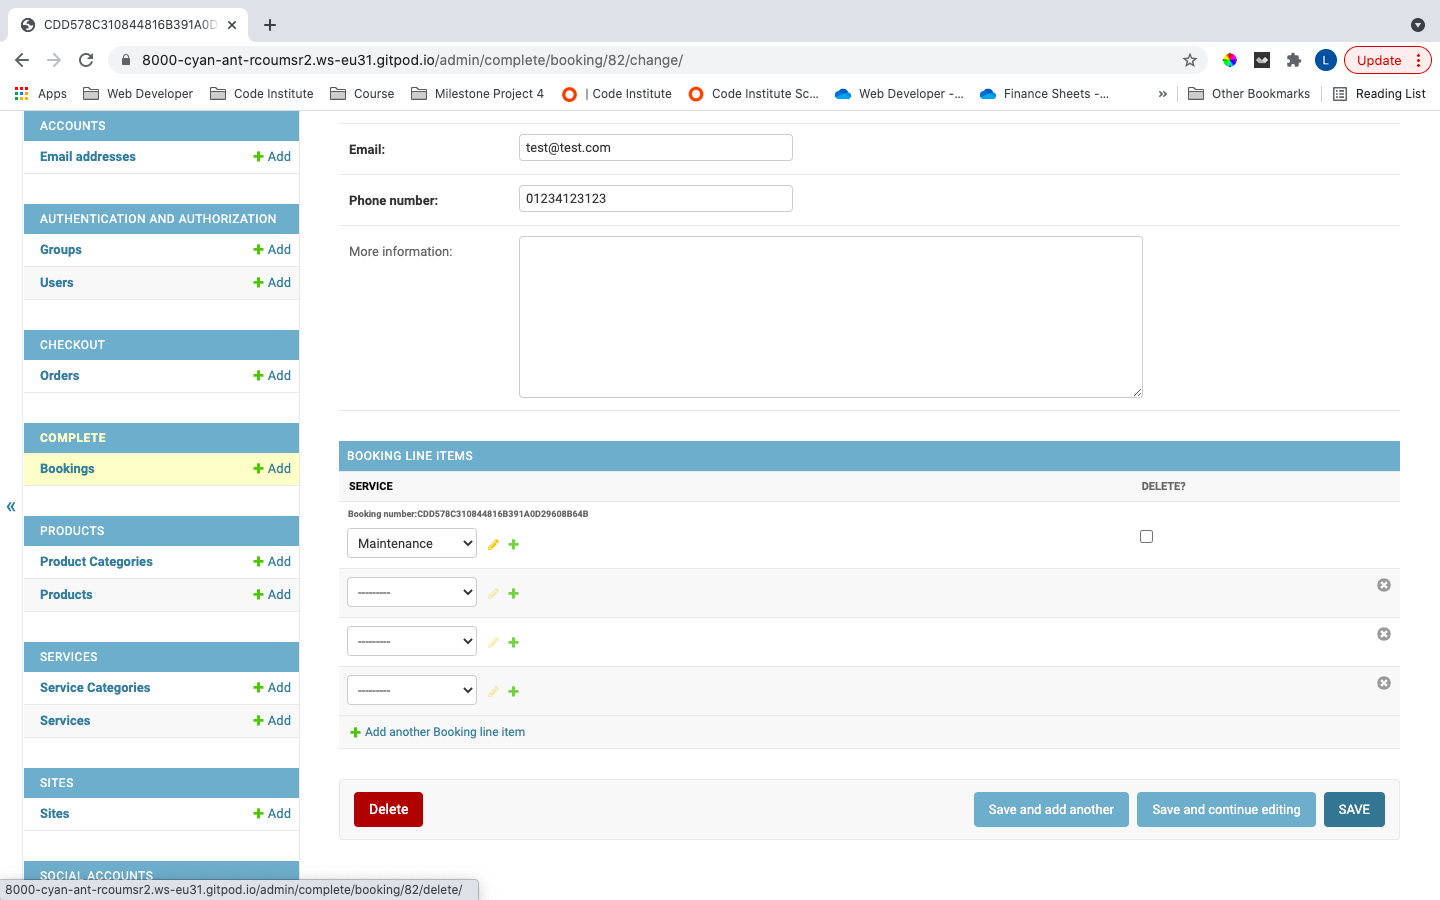 CDD578C310844816B391A0D
8000-cyan-ant-rcoumsr2.ws-eu31.gitpod.io/admin/complete/booking/82/change/
L
Update
Apps
Web Developer
Code Institute
Course
Milestone Project 4
| Code Institute
Code Institute Sc...
Web Developer -...
Finance Sheets -...
»
Other Bookmarks
Reading List
ACCOUNTS
Email addresses
Add
AUTHENTICATION AND AUTHORIZATION
Groups
Add
Users
Add
CHECKOUT
Orders
Add
COMPLETE
Bookings
Add
«
PRODUCTS
Product Categories
Add
Products
Add
SERVICES
Service Categories
Add
Services
Add
SITES
Sites
Add
SOCIAL ACCOUNTS
Email:
test@test.com
Phone number:
01234123123
More information:
BOOKING LINE ITEMS
SERVICE
DELETE?
Booking number:CDD578C310844816B391A0D29608B64B
Maintenance
---------
---------
---------
Add another Booking line item
Delete
Save and add another
Save and continue editing
SAVE
8000-cyan-ant-rcoumsr2.ws-eu31.gitpod.io/admin/complete/booking/82/delete/